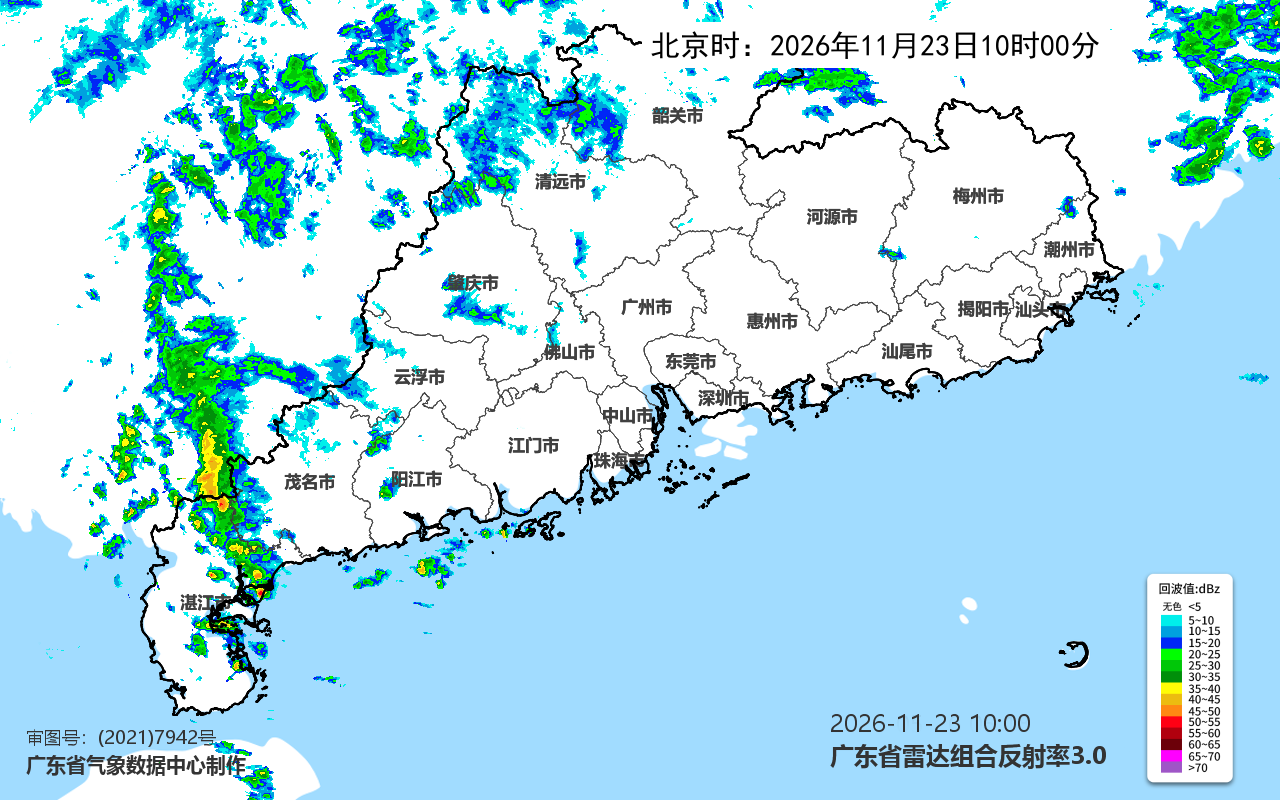 北京时：2026年11月23日10时00分
韶关市
清远市
梅州市
河源市
潮州市
肇庆市
广州市
惠州市
揭阳市
汕头市
佛山市
东莞市
汕尾市
云浮市
深圳市
中山市
江门市
珠海市
茂名市
阳江市
湛江市
回波值:dBz
无色 <5
5~10
10~15
15~20
20~25
25~30
30~35
35~40
40~45
45~50
50~55
55~60
60~65
65~70
>70
审图号：(2021)7942号
广东省气象数据中心制作
2026-11-23 10:00
广东省雷达组合反射率3.0